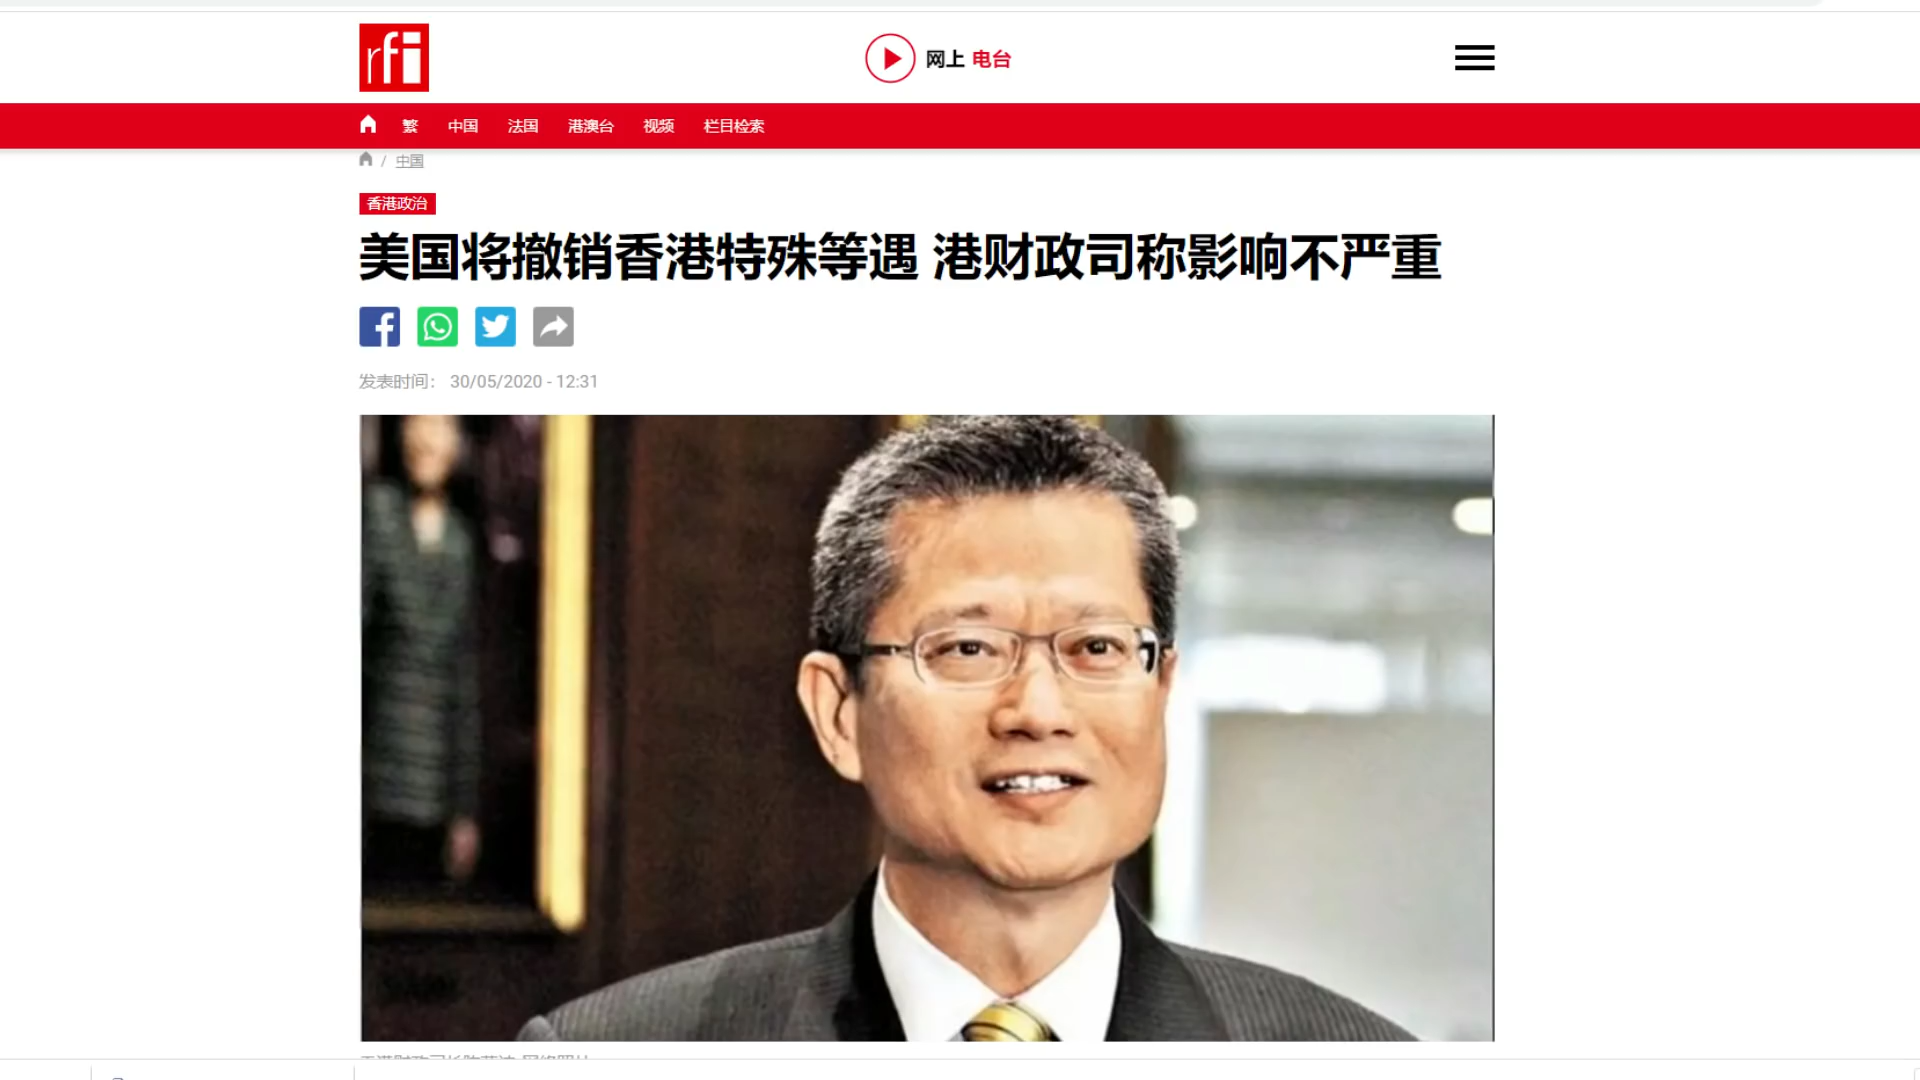 rfi
网上 电台
繁 中国 法国 港澳台 视频 栏目检索
/ 中国
香港政治
美国将撤销香港特殊等遇 港财政司称影响不严重
发表时间： 30/05/2020 - 12:31